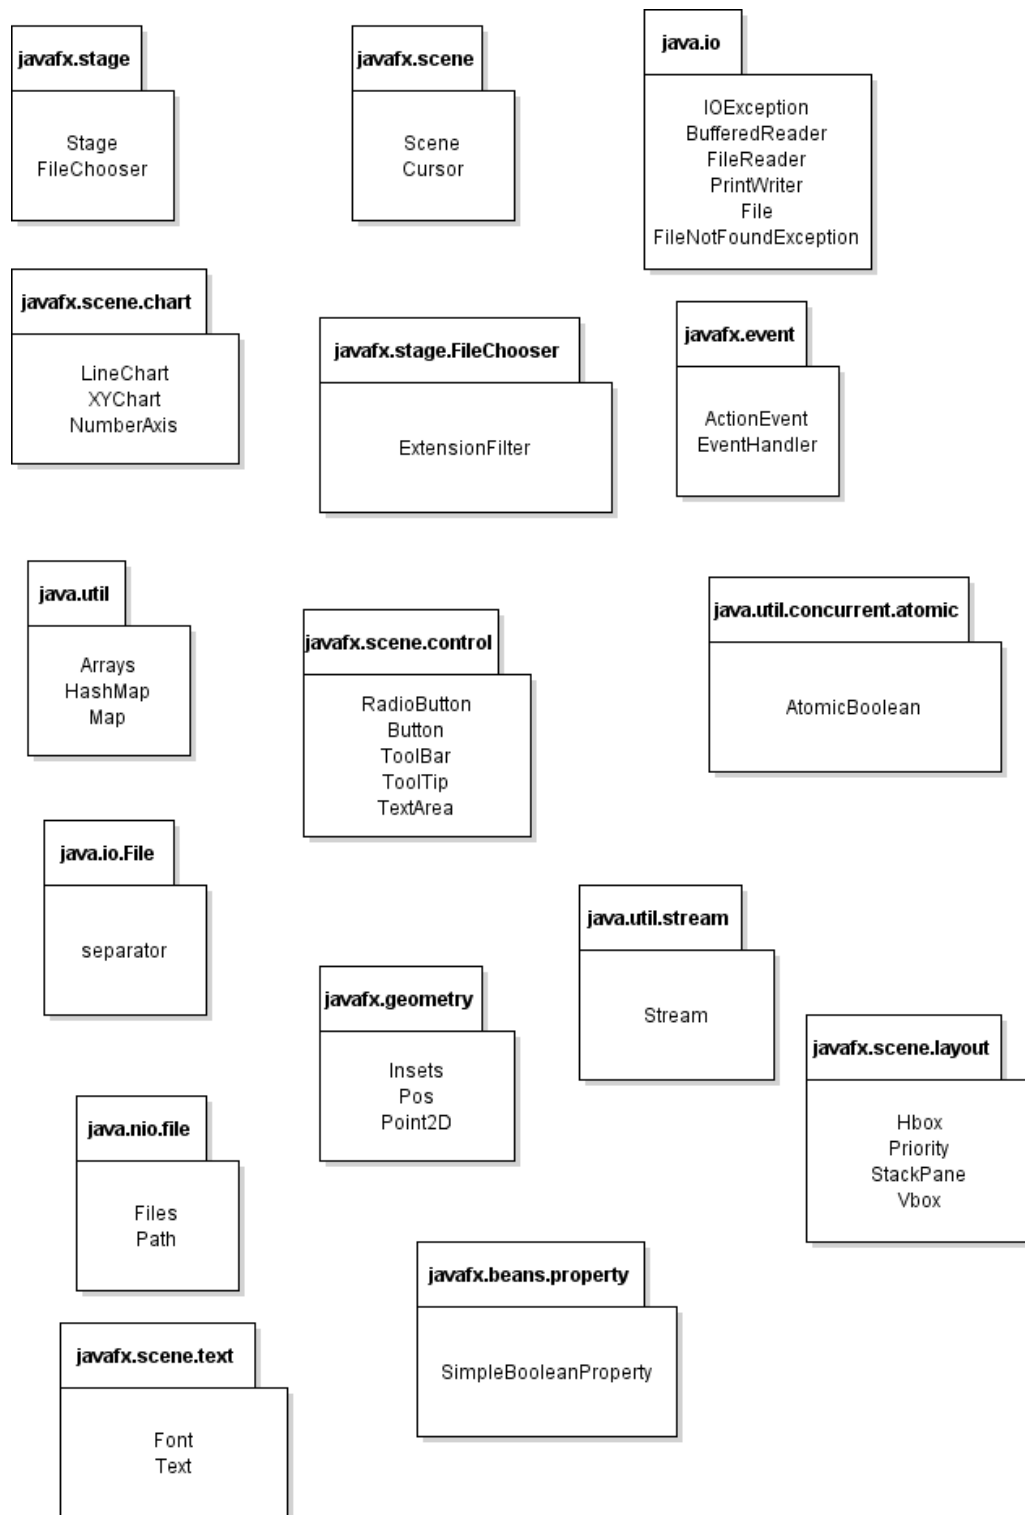 javafx.stage
Stage
FileChooser
javafx.scene
Scene
Cursor
java.io
IOException
BufferedReader
FileReader
PrintWriter
File
FileNotFoundException
javafx.scene.chart
LineChart
XYChart
NumberAxis
javafx.stage.FileChooser
ExtensionFilter
javafx.event
ActionEvent
EventHandler
java.util
Arrays
HashMap
Map
javafx.scene.control
RadioButton
Button
ToolBar
ToolTip
TextArea
java.util.concurrent.atomic
AtomicBoolean
java.io.File
separator
javafx.geometry
Insets
Pos
Point2D
java.util.stream
Stream
javafx.scene.layout
Hbox
Priority
StackPane
Vbox
java.nio.file
Files
Path
javafx.beans.property
SimpleBooleanProperty
javafx.scene.text
Font
Text